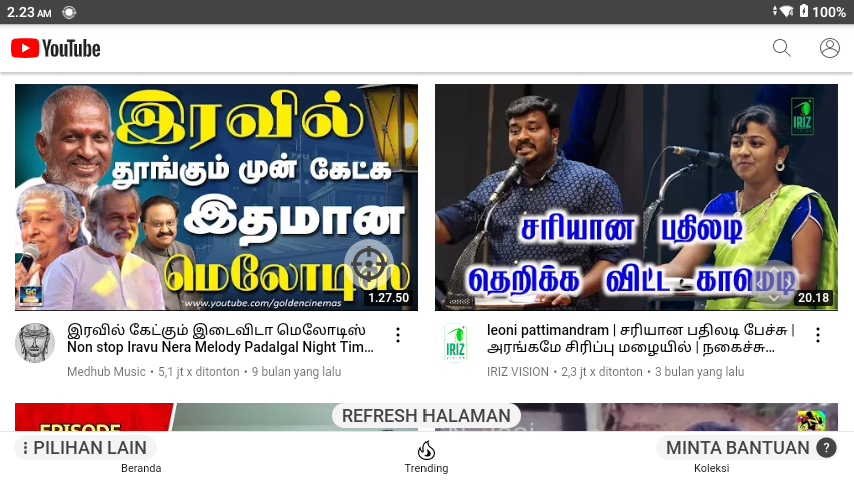 2.23 AM
100%
YouTube
இரவில்
தூங்கும் முன் கேட்க
இதமான
மெலோடிஸ்
www.youtube.com/goldencinemas
1.27.50
IRIZ
சரியான பதிலடி
தெறிக்க விட்ட காமெடி
20.18
இரவில் கேட்கும் இடைவிடா மெலோடிஸ்
Non stop Iravu Nera Melody Padalgal Night Tim...
Medhub Music • 5,1 jt x ditonton • 9 bulan yang lalu
IRIZ
leoni pattimandram | சரியான பதிலடி பேச்சு |
அரங்கமே சிரிப்பு மழையில் | நகைச்சு...
IRIZ VISION • 2,3 jt x ditonton • 3 bulan yang lalu
EPISODE
REFRESH HALAMAN
PILIHAN LAIN
MINTA BANTUAN ?
Beranda
Trending
Koleksi